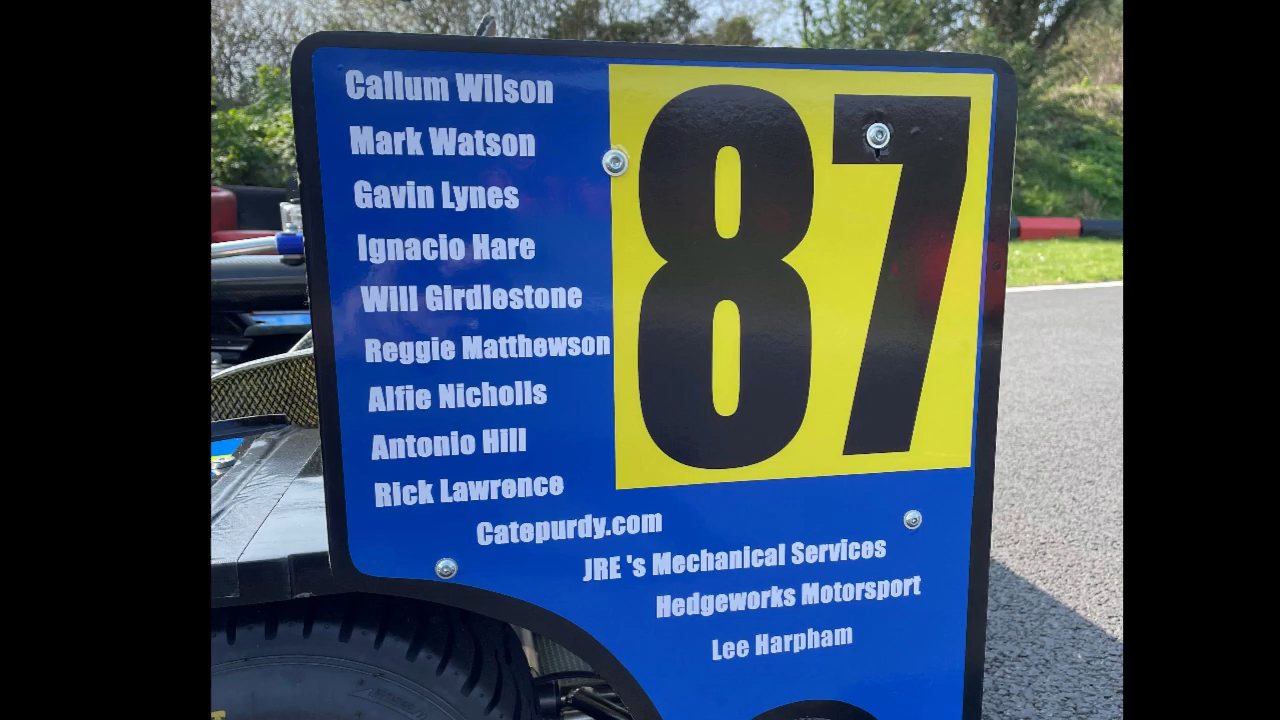 Callum Wilson
Mark Watson
Gavin Lynes
Ignacio Hare
Will Girdlestone
Reggie Matthewson
Alfie Nicholls
Antonio Hill
Rick Lawrence
Catepurdy.com
JRE 's Mechanical Services
Hedgeworks Motorsport
Lee Harpham
87